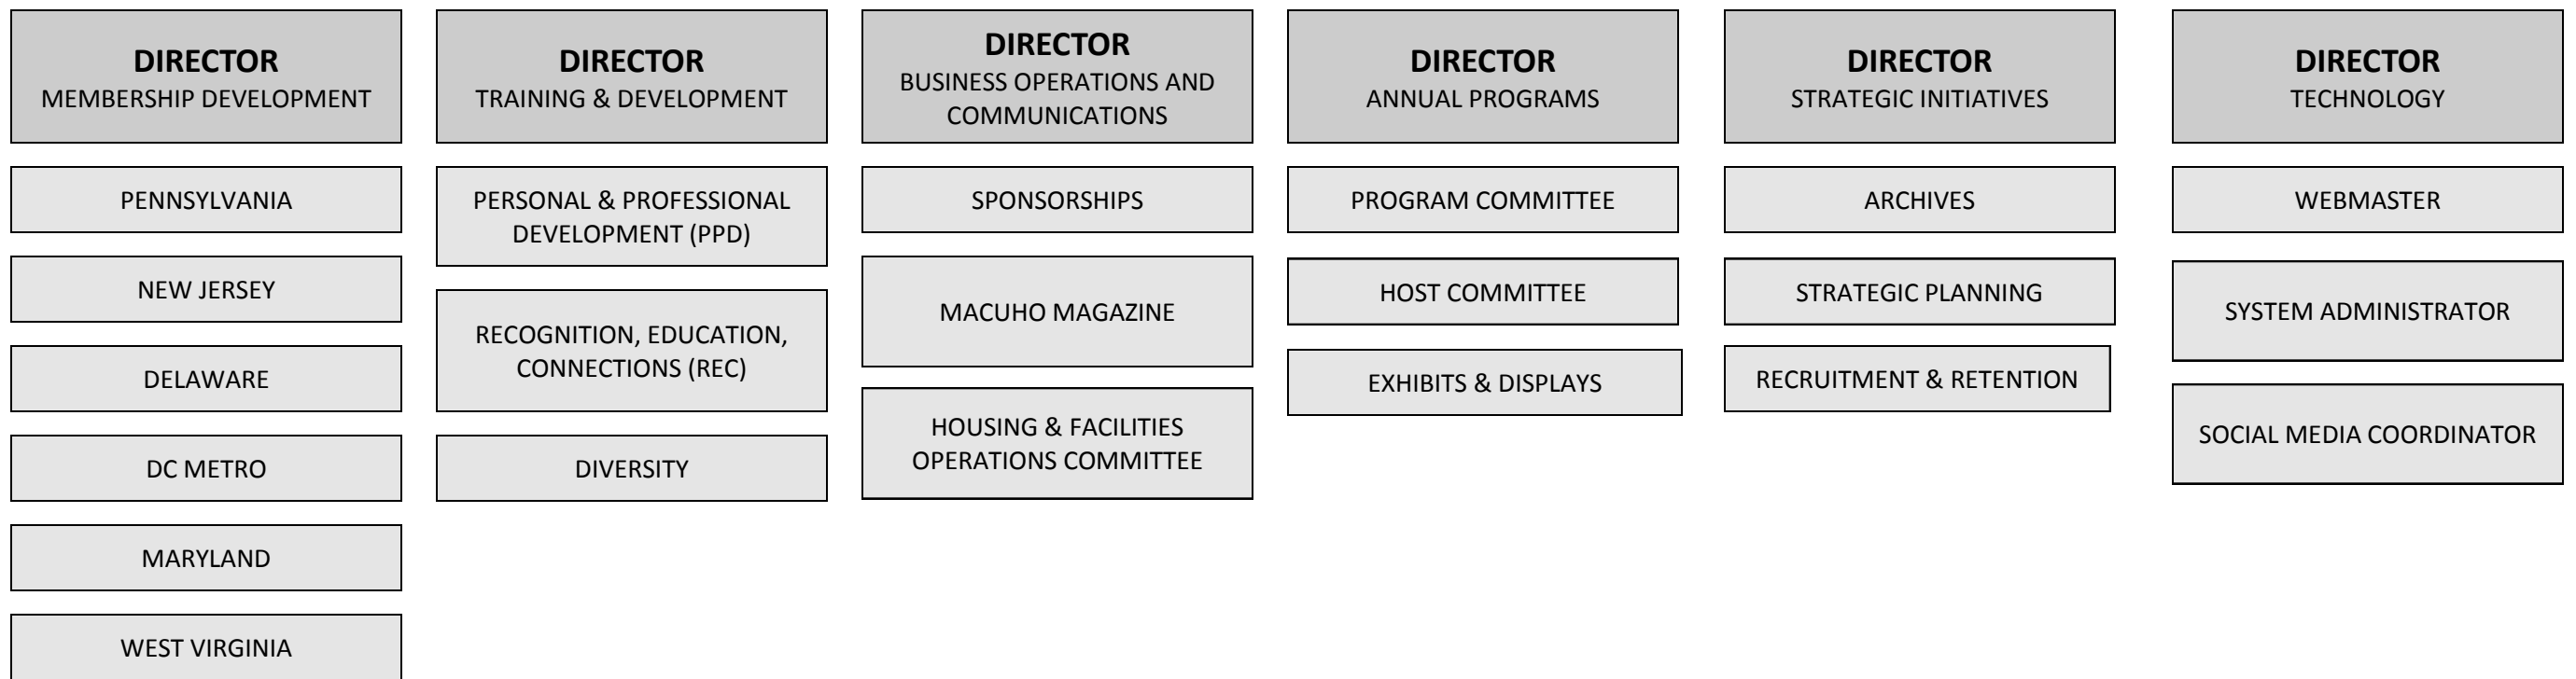 DIRECTOR
MEMBERSHIP DEVELOPMENT
PENNSYLVANIA
NEW JERSEY
DELAWARE
DC METRO
MARYLAND
WEST VIRGINIA
DIRECTOR
TRAINING & DEVELOPMENT
PERSONAL & PROFESSIONAL
DEVELOPMENT (PPD)
RECOGNITION, EDUCATION,
CONNECTIONS (REC)
DIVERSITY
DIRECTOR
BUSINESS OPERATIONS AND
COMMUNICATIONS
SPONSORSHIPS
MACUHO MAGAZINE
HOUSING & FACILITIES
OPERATIONS COMMITTEE
DIRECTOR
ANNUAL PROGRAMS
PROGRAM COMMITTEE
HOST COMMITTEE
EXHIBITS & DISPLAYS
DIRECTOR
STRATEGIC INITIATIVES
ARCHIVES
STRATEGIC PLANNING
RECRUITMENT & RETENTION
DIRECTOR
TECHNOLOGY
WEBMASTER
SYSTEM ADMINISTRATOR
SOCIAL MEDIA COORDINATOR